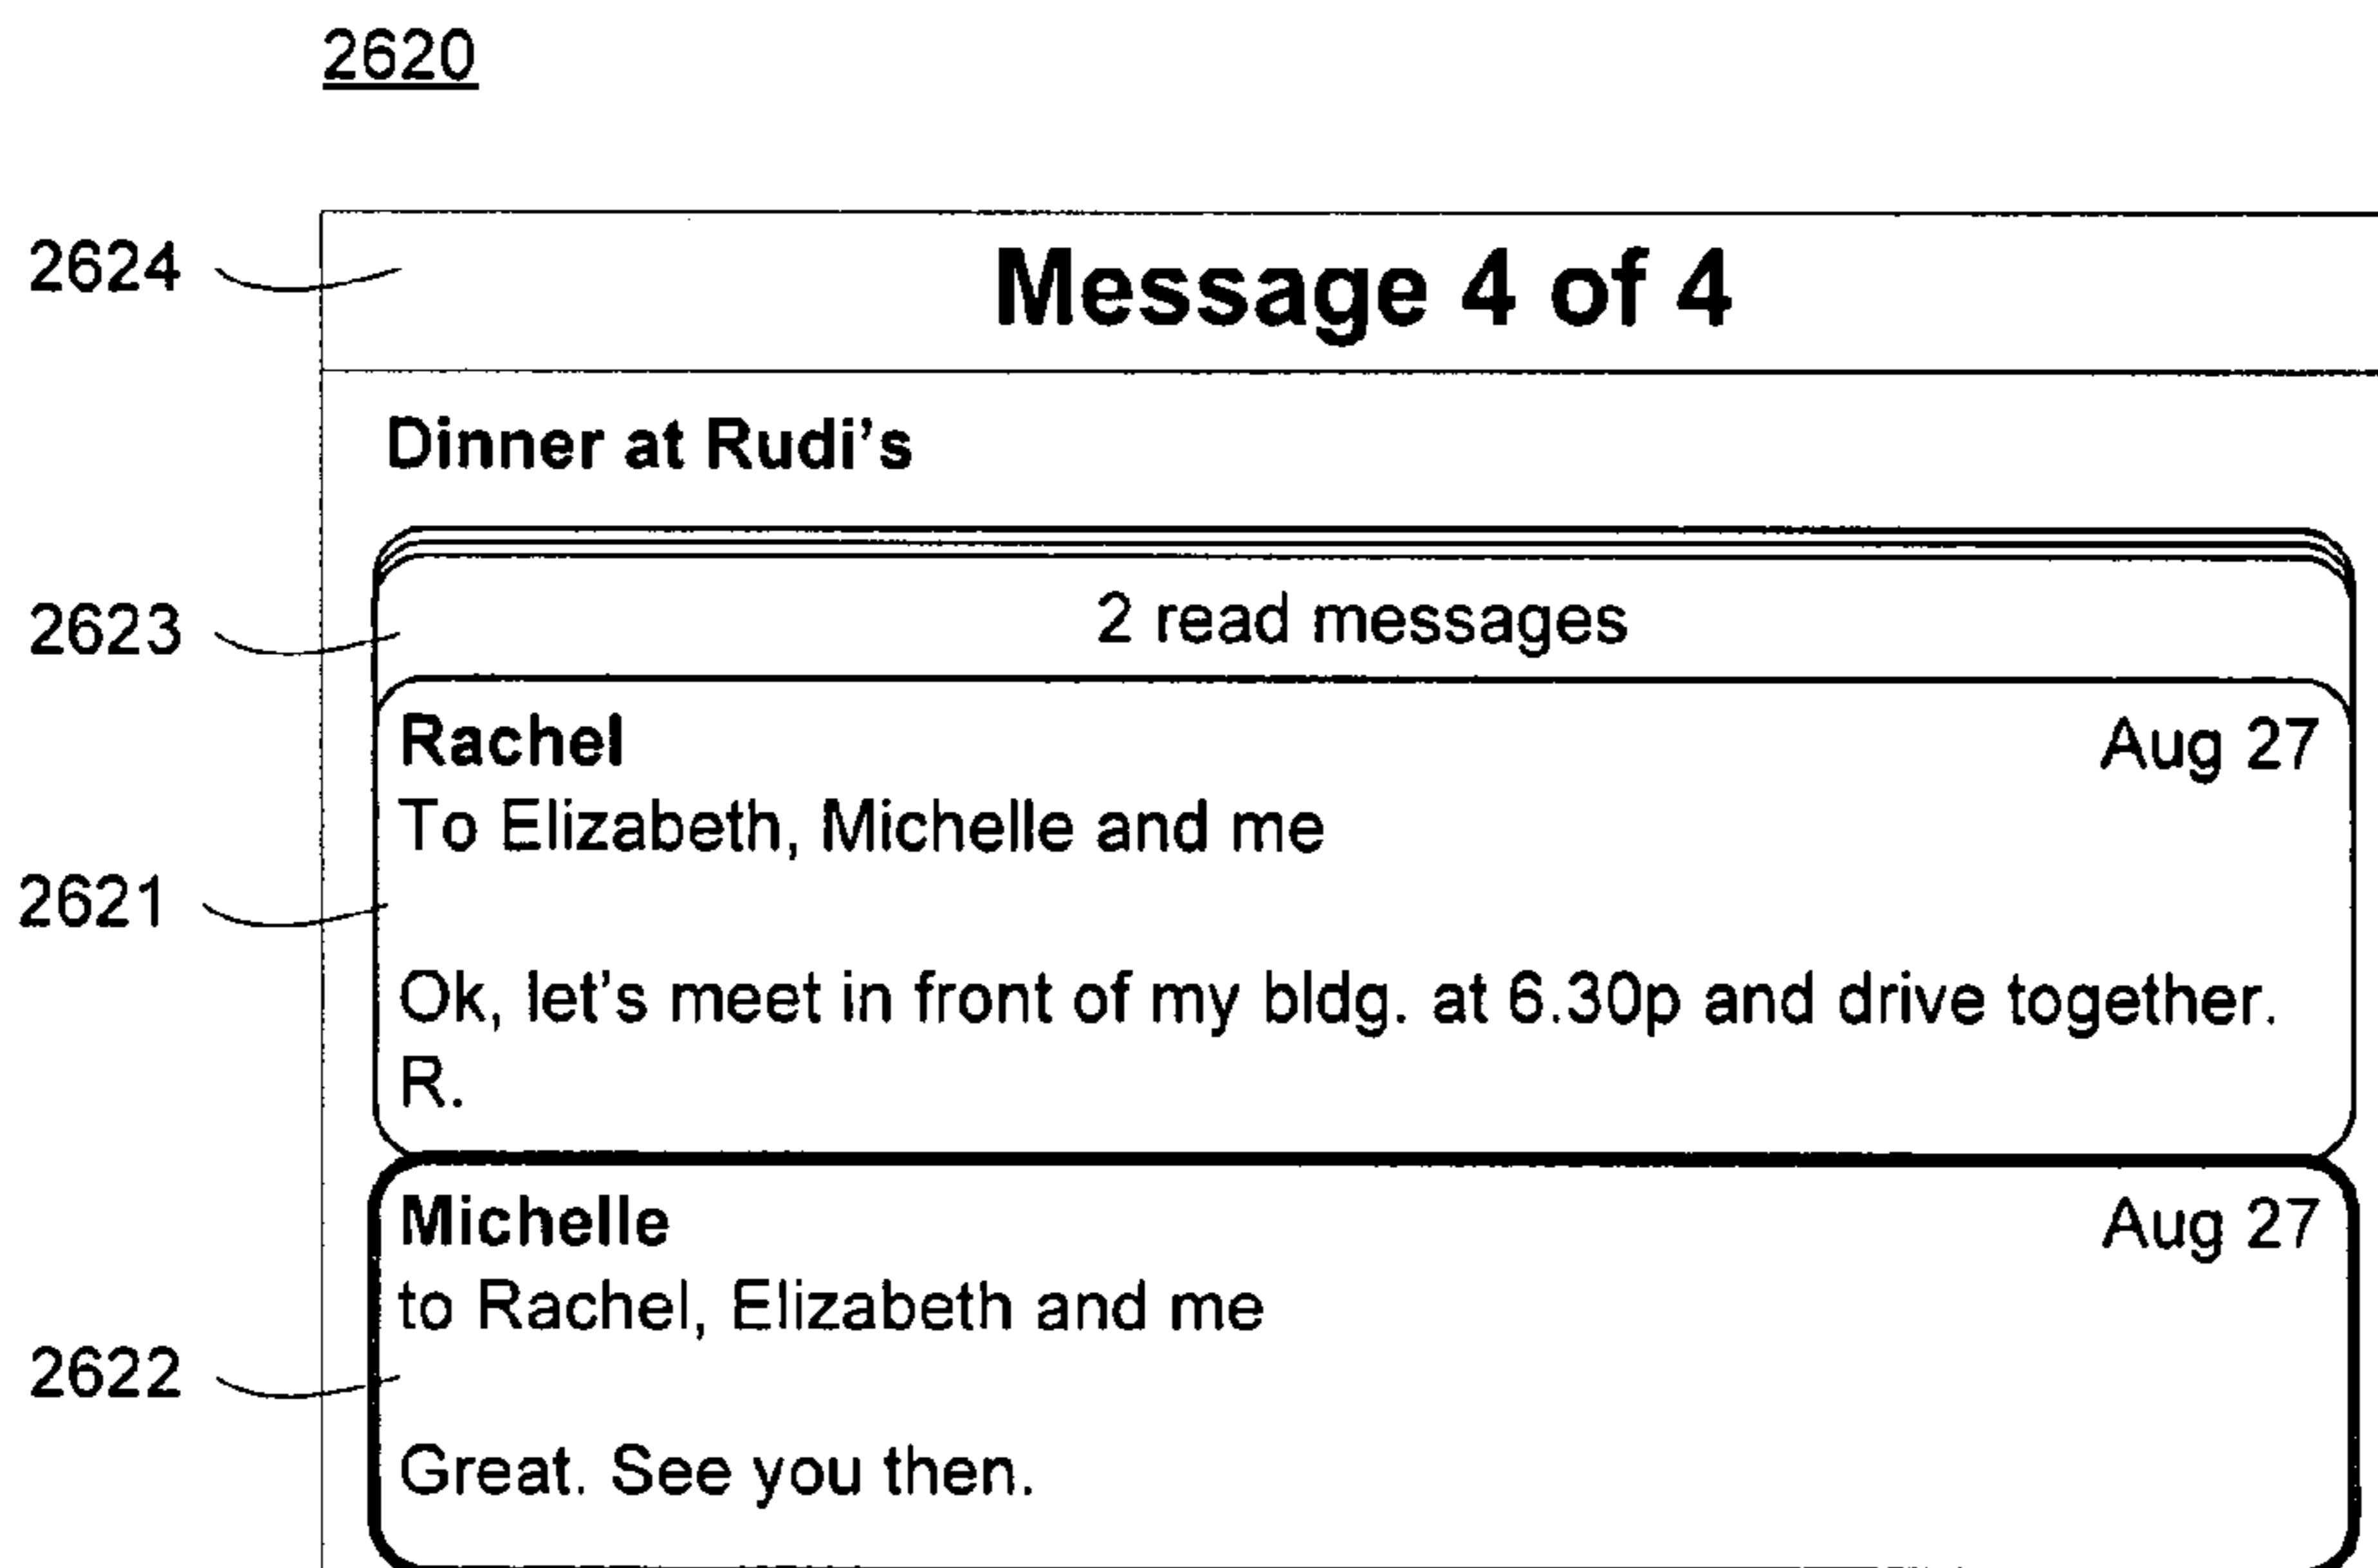 2620
2624
Message 4 of 4
Dinner at Rudi's
2623
2 read messages
Rachel Aug 27
To Elizabeth, Michelle and me
2621
Ok, let's meet in front of my bldg. at 6.30p and drive together.
R.
Michelle Aug 27
to Rachel, Elizabeth and me
2622
Great. See you then.